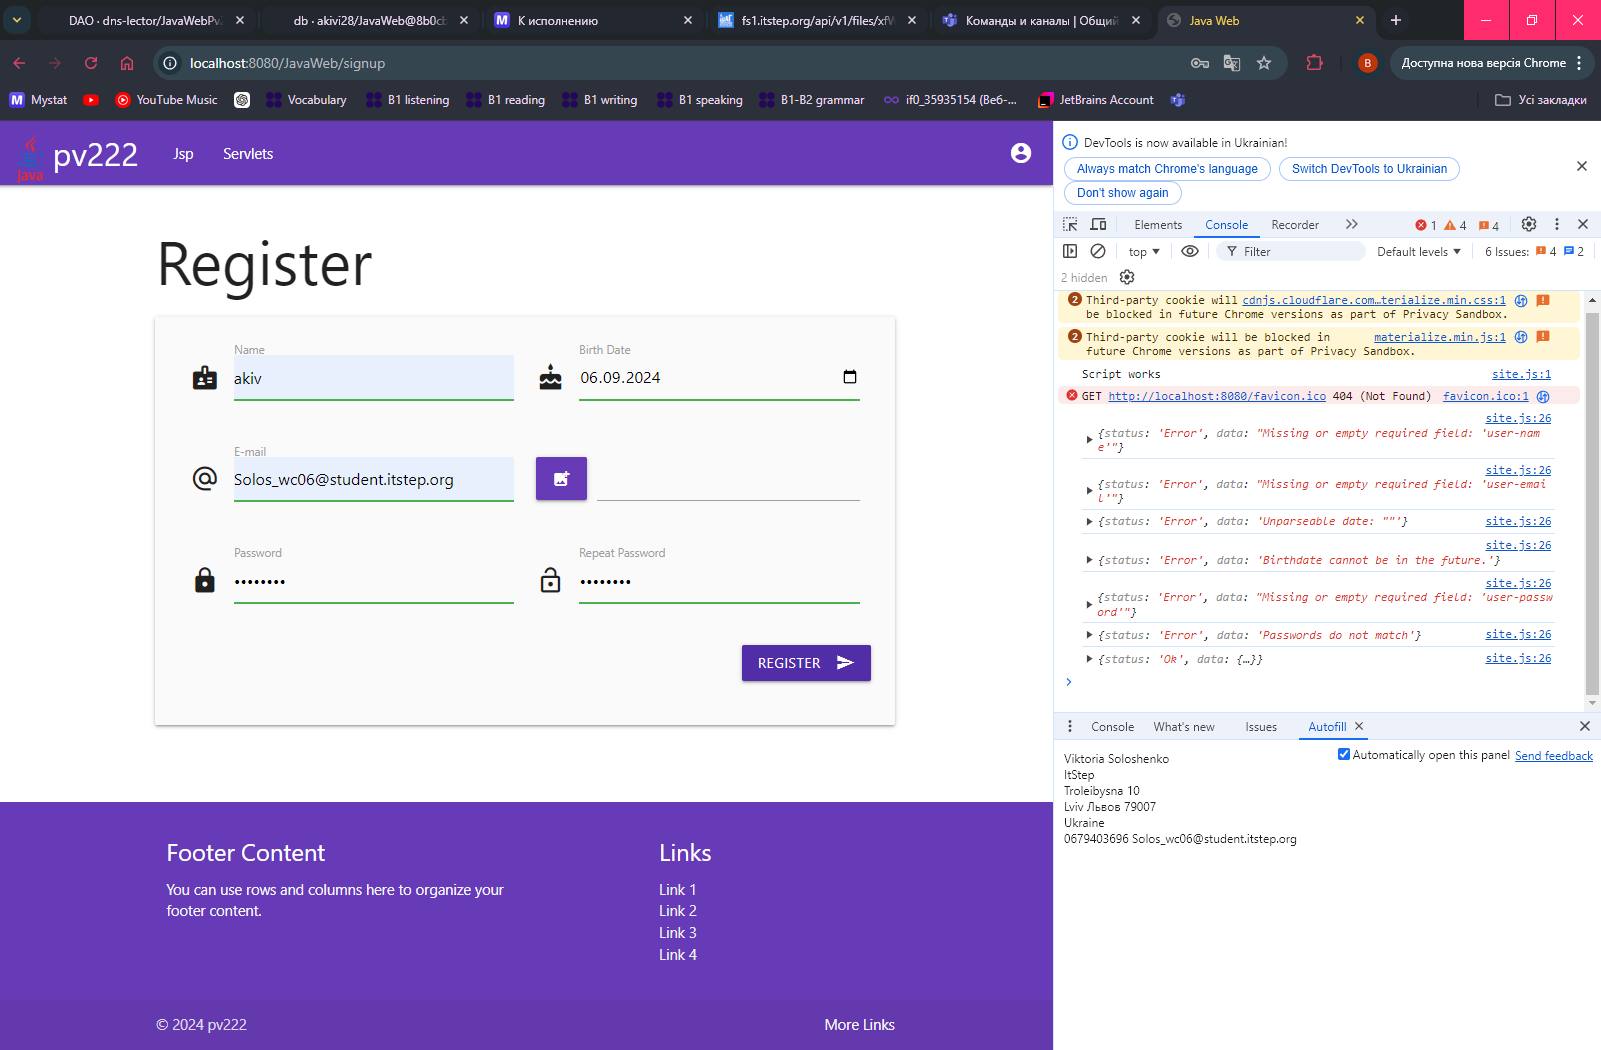 DAO · dns-lector/JavaWebPv
db · akivi28/JavaWeb@8b0cb
К исполнению
fs1.itstep.org/api/v1/files/xfW
Команды и каналы | Общий
Java Web
localhost:8080/JavaWeb/signup
B
Доступна нова версія Chrome
Mystat
YouTube Music
Vocabulary
B1 listening
B1 reading
B1 writing
B1 speaking
B1-B2 grammar
if0_35935154 (Веб-...
JetBrains Account
Усі закладки
Java
pv222
Jsp
Servlets
Register
Name
akiv
Birth Date
06.09.2024
E-mail
Solos_wc06@student.itstep.org
Password
••••••••
Repeat Password
••••••••
REGISTER
Footer Content
You can use rows and columns here to organize your
footer content.
Links
Link 1
Link 2
Link 3
Link 4
© 2024 pv222
More Links
DevTools is now available in Ukrainian!
Always match Chrome's language
Switch DevTools to Ukrainian
Don't show again
Elements
Console
Recorder
1
4
4
top
Filter
Default levels
6 Issues:
4
2
2 hidden
2 Third-party cookie will cdnjs.cloudflare.com…terialize.min.css:1
be blocked in future Chrome versions as part of Privacy Sandbox.
2 Third-party cookie will be blocked in materialize.min.js:1
future Chrome versions as part of Privacy Sandbox.
Script works site.js:1
GET http://localhost:8080/favicon.ico 404 (Not Found) favicon.ico:1
site.js:26
{status: 'Error', data: "Missing or empty required field: 'user-nam
e'"}
site.js:26
{status: 'Error', data: "Missing or empty required field: 'user-emai
l'"}
{status: 'Error', data: 'Unparseable date: ""'} site.js:26
site.js:26
{status: 'Error', data: 'Birthdate cannot be in the future.'}
site.js:26
{status: 'Error', data: "Missing or empty required field: 'user-passw
ord'"}
{status: 'Error', data: 'Passwords do not match'} site.js:26
{status: 'Ok', data: {…}} site.js:26
Console
What's new
Issues
Autofill
Automatically open this panel
Send feedback
Viktoria Soloshenko
ItStep
Troleibysna 10
Lviv Львов 79007
Ukraine
0679403696 Solos_wc06@student.itstep.org